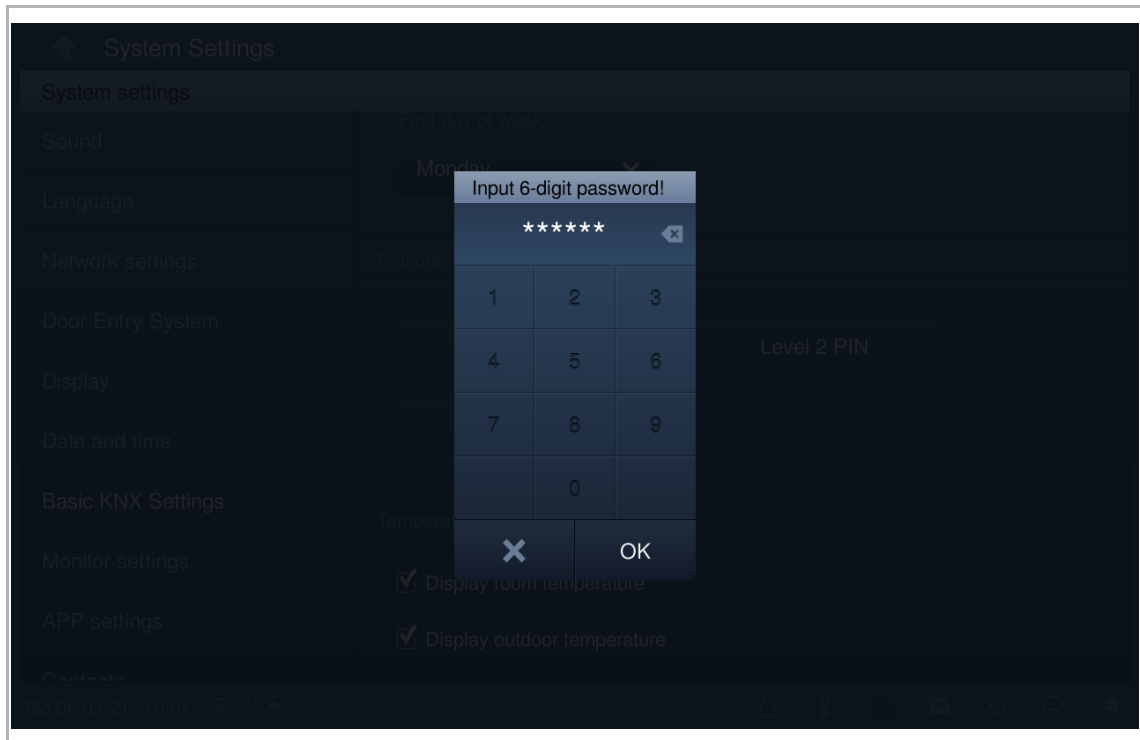 System Settings
System settings
Sound
Language
Network settings
Door Entry System
Display
Date and time
Basic KNX Settings
Monitor settings
APP settings
Contacts
First day of week
Monday
Pincode
Level 2 PIN
Display room temperature
Display outdoor temperature
Input 6-digit password!
******
1 2 3
4 5 6
7 8 9
0
OK
Mo 08/03/21 10:01